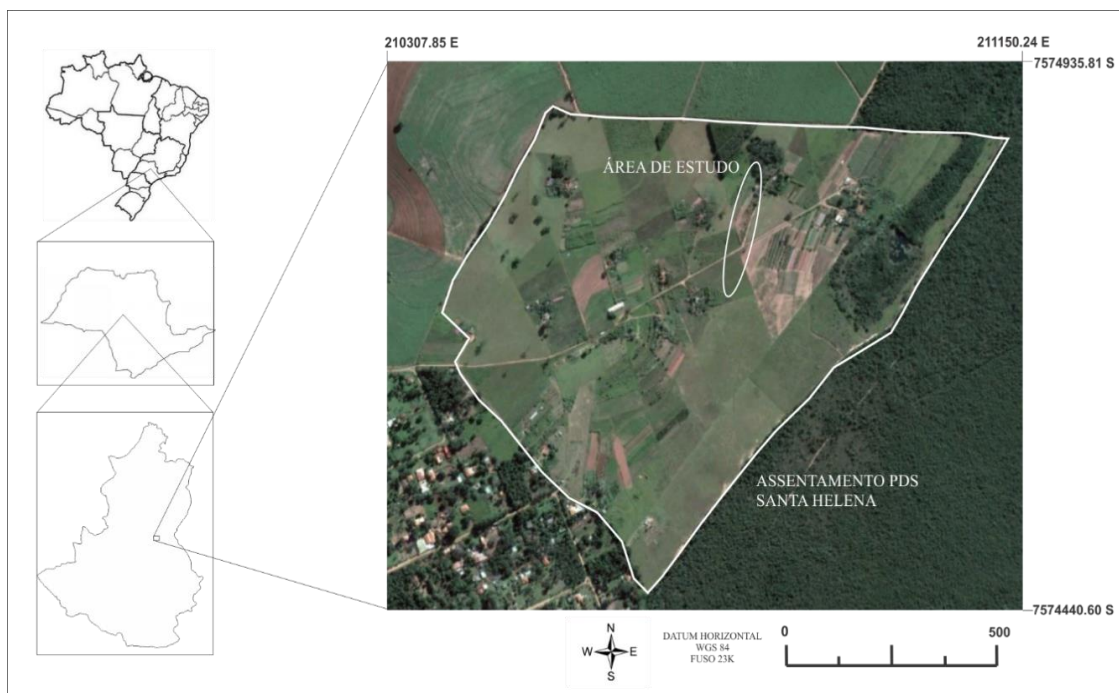 210307.85 E
211150.24 E
7574935.81 S
ÁREA DE ESTUDO
ASSENTAMENTO PDS
SANTA HELENA
7574440.60 S
N
W E
S
DATUM HORIZONTAL
WGS 84
FUSO 23K
0 500